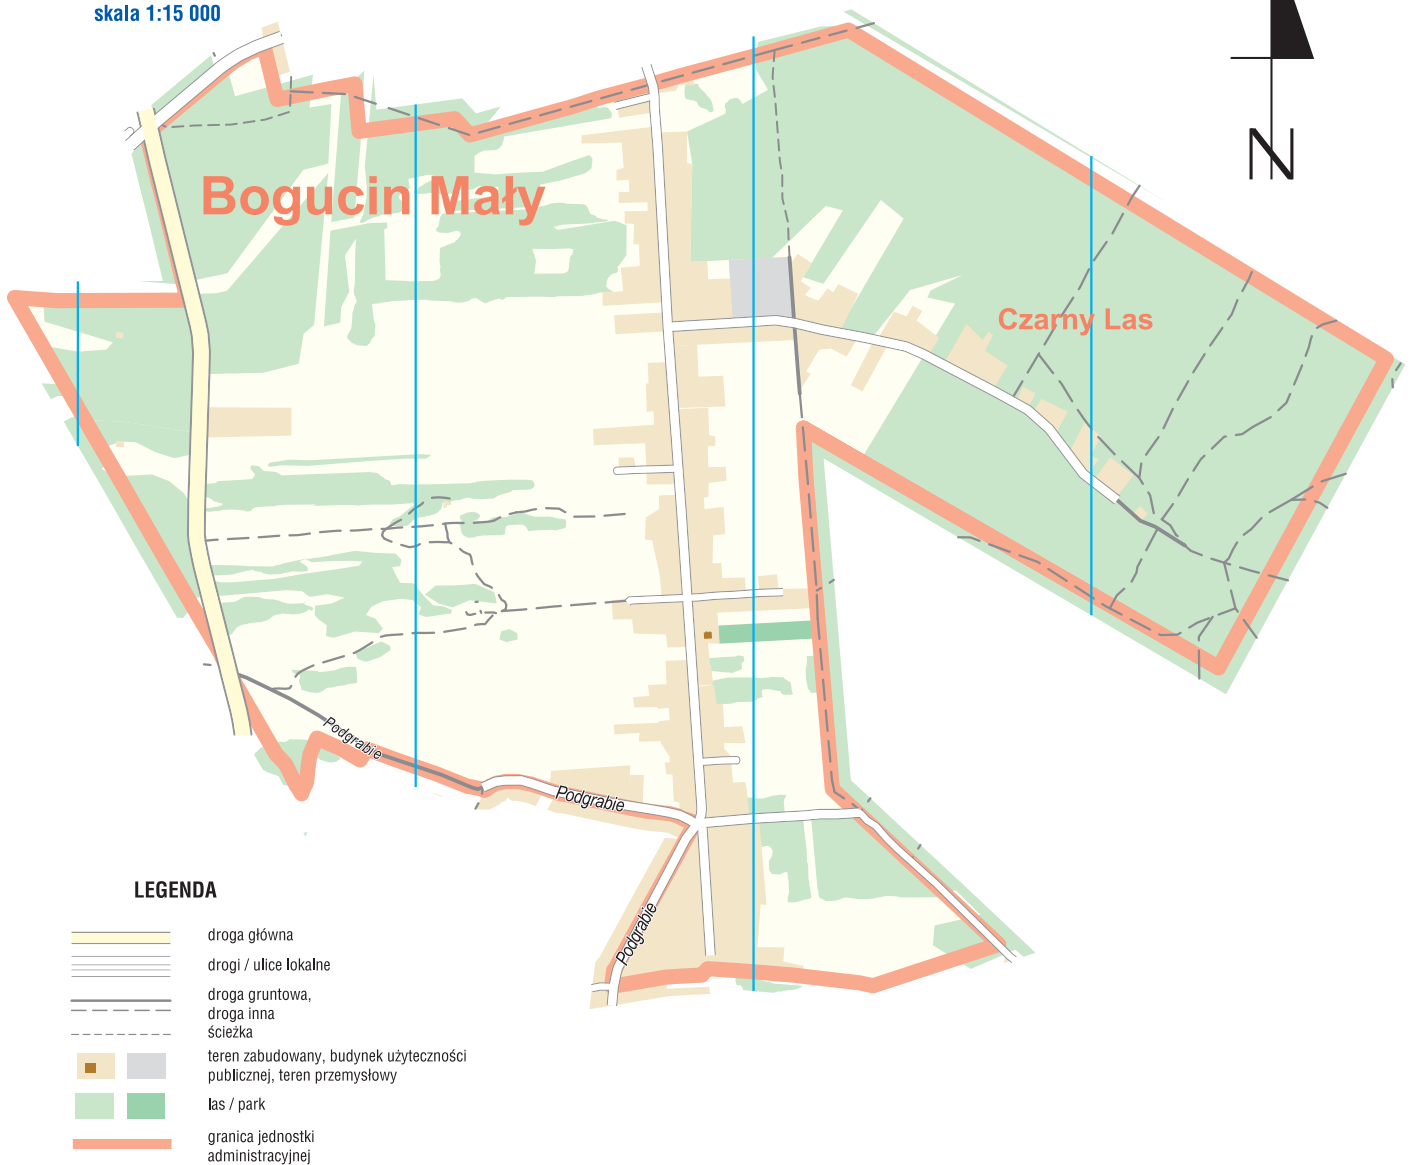 skala 1:15 000
N
Bogucin Mały
Czarny Las
Podgrabie
Podgrabie
Podgrabie
LEGENDA
droga główna
drogi / ulice lokalne
droga gruntowa,
droga inna
ścieżka
teren zabudowany, budynek użyteczności
publicznej, teren przemysłowy
las / park
granica jednostki
administracyjnej